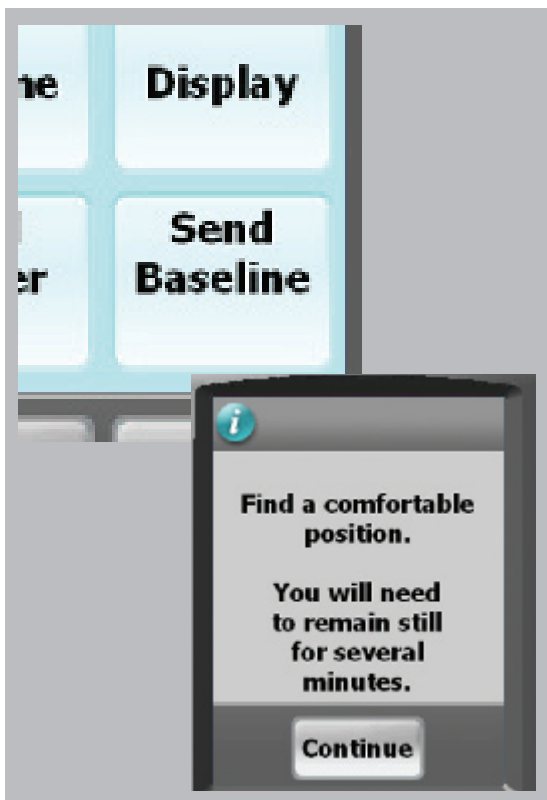 Display
Send
Baseline
i
Find a comfortable
position.
You will need
to remain still
for several
minutes.
Continue